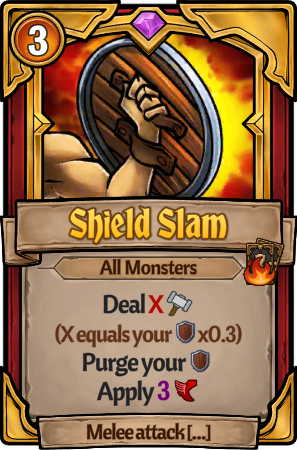 3
Shield Slam
All Monsters
Deal X
(X equals your x0.3)
Purge your
Apply 3
Melee attack [...]